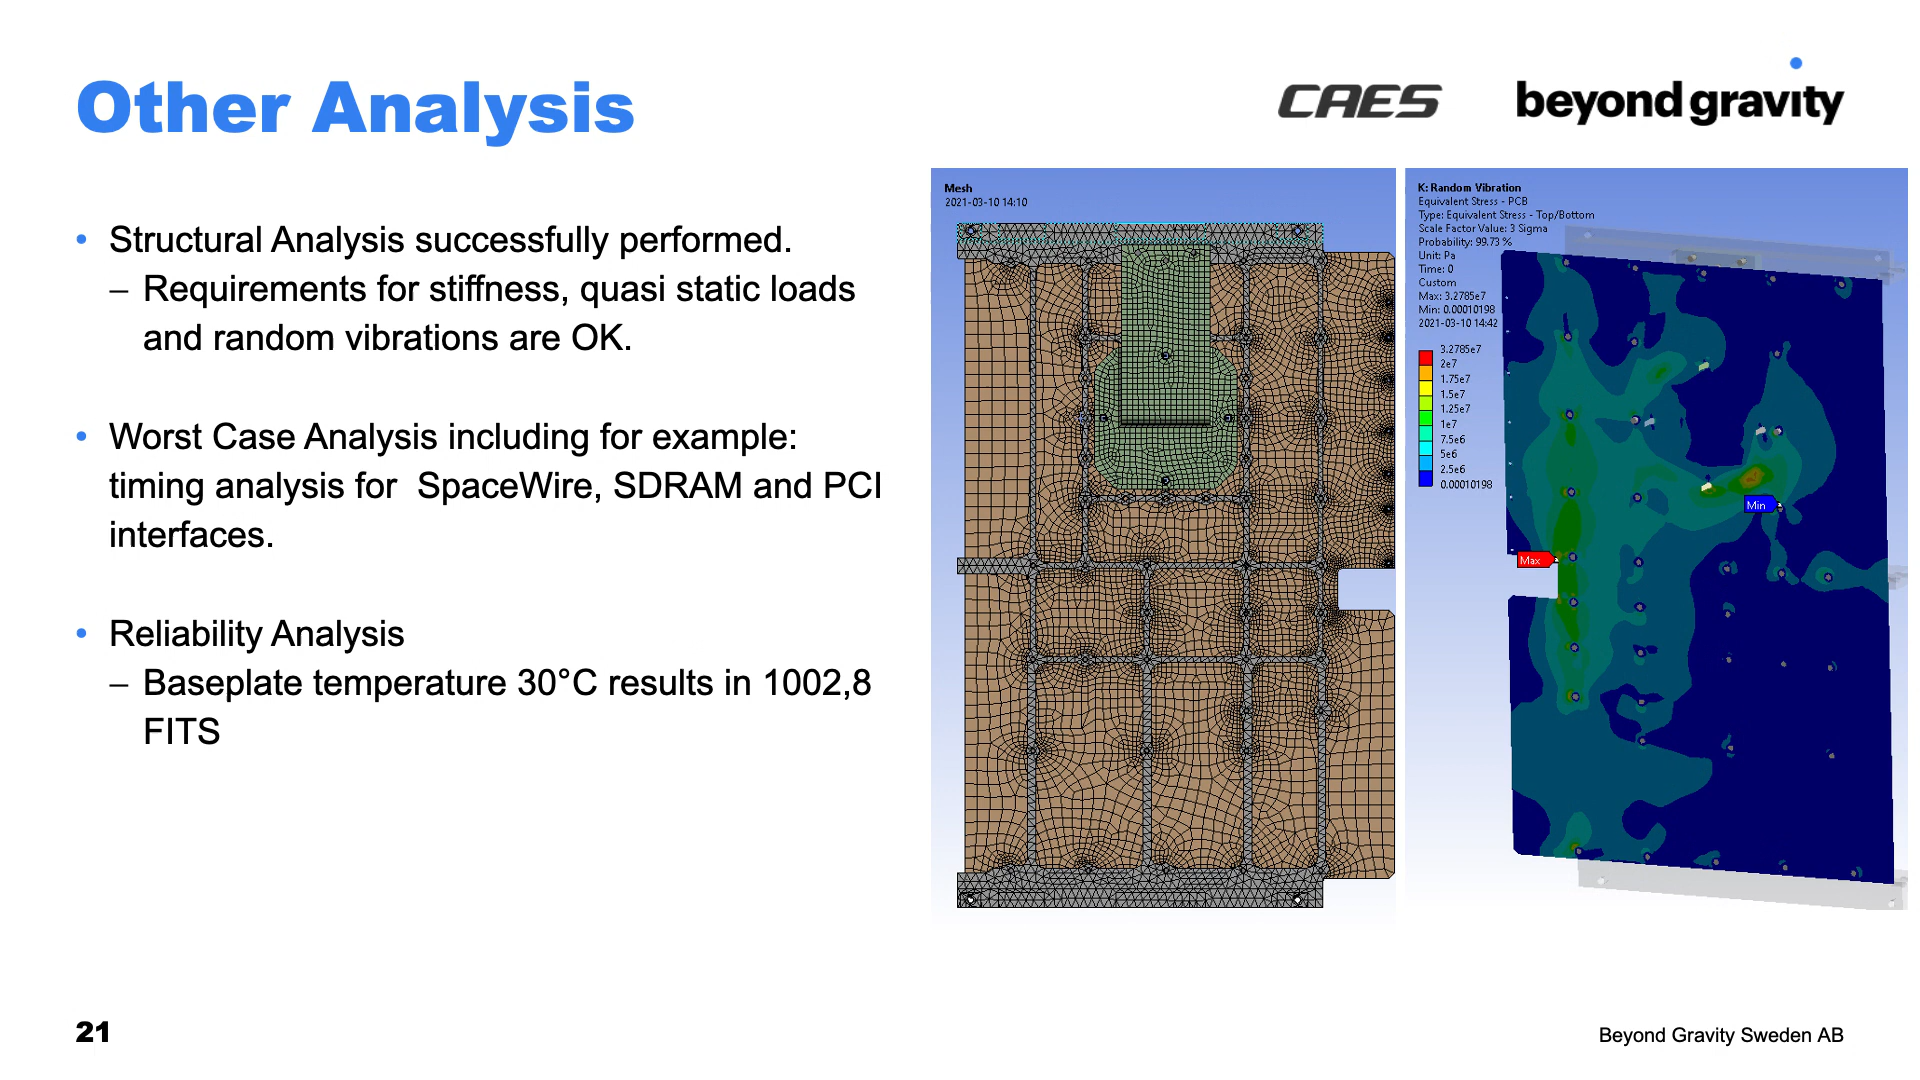 Other Analysis
CAES
beyond gravity
• Structural Analysis successfully performed.
– Requirements for stiffness, quasi static loads
and random vibrations are OK.
• Worst Case Analysis including for example:
timing analysis for  SpaceWire, SDRAM and PCI
interfaces.
• Reliability Analysis
– Baseplate temperature 30°C results in 1002,8
FITS
Mesh
2021-03-10 14:10
K: Random Vibration
Equivalent Stress - PCB
Type: Equivalent Stress - Top/Bottom
Scale Factor Value: 3 Sigma
Probability: 99.73 %
Unit: Pa
Time: 0
Custom
Max: 3.2785e7
Min: 0.00010198
2021-03-10 14:42
3.2785e7
2e7
1.75e7
1.5e7
1.25e7
1e7
7.5e6
5e6
2.5e6
0.00010198
Min
Max
21
Beyond Gravity Sweden AB